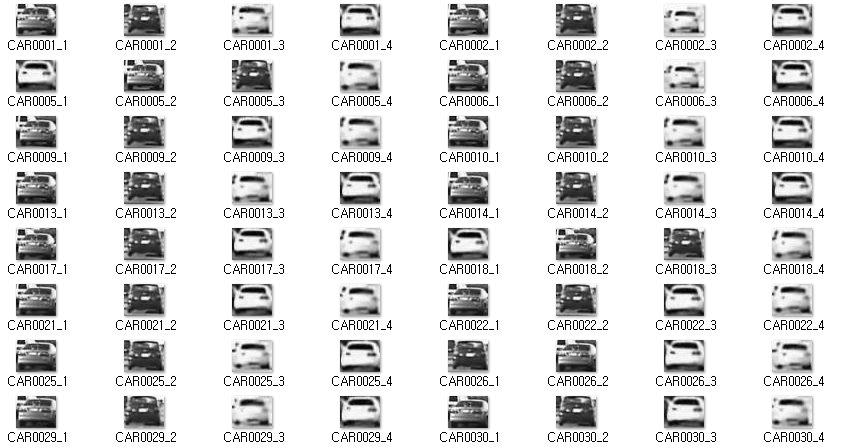 CAR0001_1 CAR0001_2 CAR0001_3 CAR0001_4 CAR0002_1 CAR0002_2 CAR0002_3 CAR0002_4
CAR0005_1 CAR0005_2 CAR0005_3 CAR0005_4 CAR0006_1 CAR0006_2 CAR0006_3 CAR0006_4
CAR0009_1 CAR0009_2 CAR0009_3 CAR0009_4 CAR0010_1 CAR0010_2 CAR0010_3 CAR0010_4
CAR0013_1 CAR0013_2 CAR0013_3 CAR0013_4 CAR0014_1 CAR0014_2 CAR0014_3 CAR0014_4
CAR0017_1 CAR0017_2 CAR0017_3 CAR0017_4 CAR0018_1 CAR0018_2 CAR0018_3 CAR0018_4
CAR0021_1 CAR0021_2 CAR0021_3 CAR0021_4 CAR0022_1 CAR0022_2 CAR0022_3 CAR0022_4
CAR0025_1 CAR0025_2 CAR0025_3 CAR0025_4 CAR0026_1 CAR0026_2 CAR0026_3 CAR0026_4
CAR0029_1 CAR0029_2 CAR0029_3 CAR0029_4 CAR0030_1 CAR0030_2 CAR0030_3 CAR0030_4